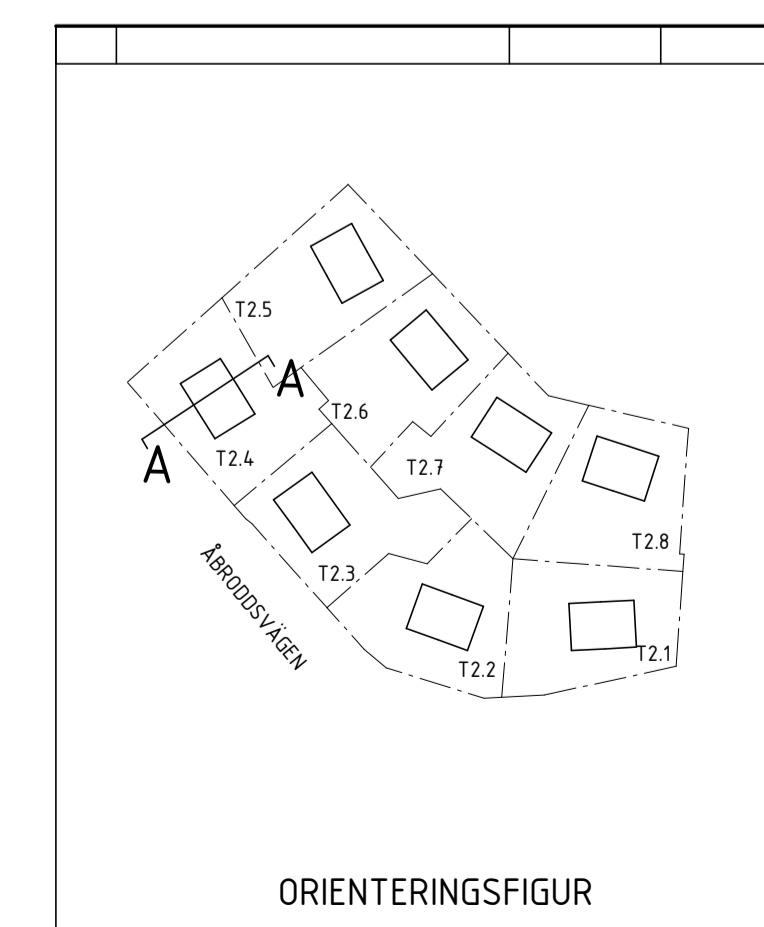 T2.5
A
T2.6
T2.4
A
T2.7
T2.8
T2.3
ÅBRODDSVÄGEN
T2.1
T2.2
ORIENTERINGSFIGUR